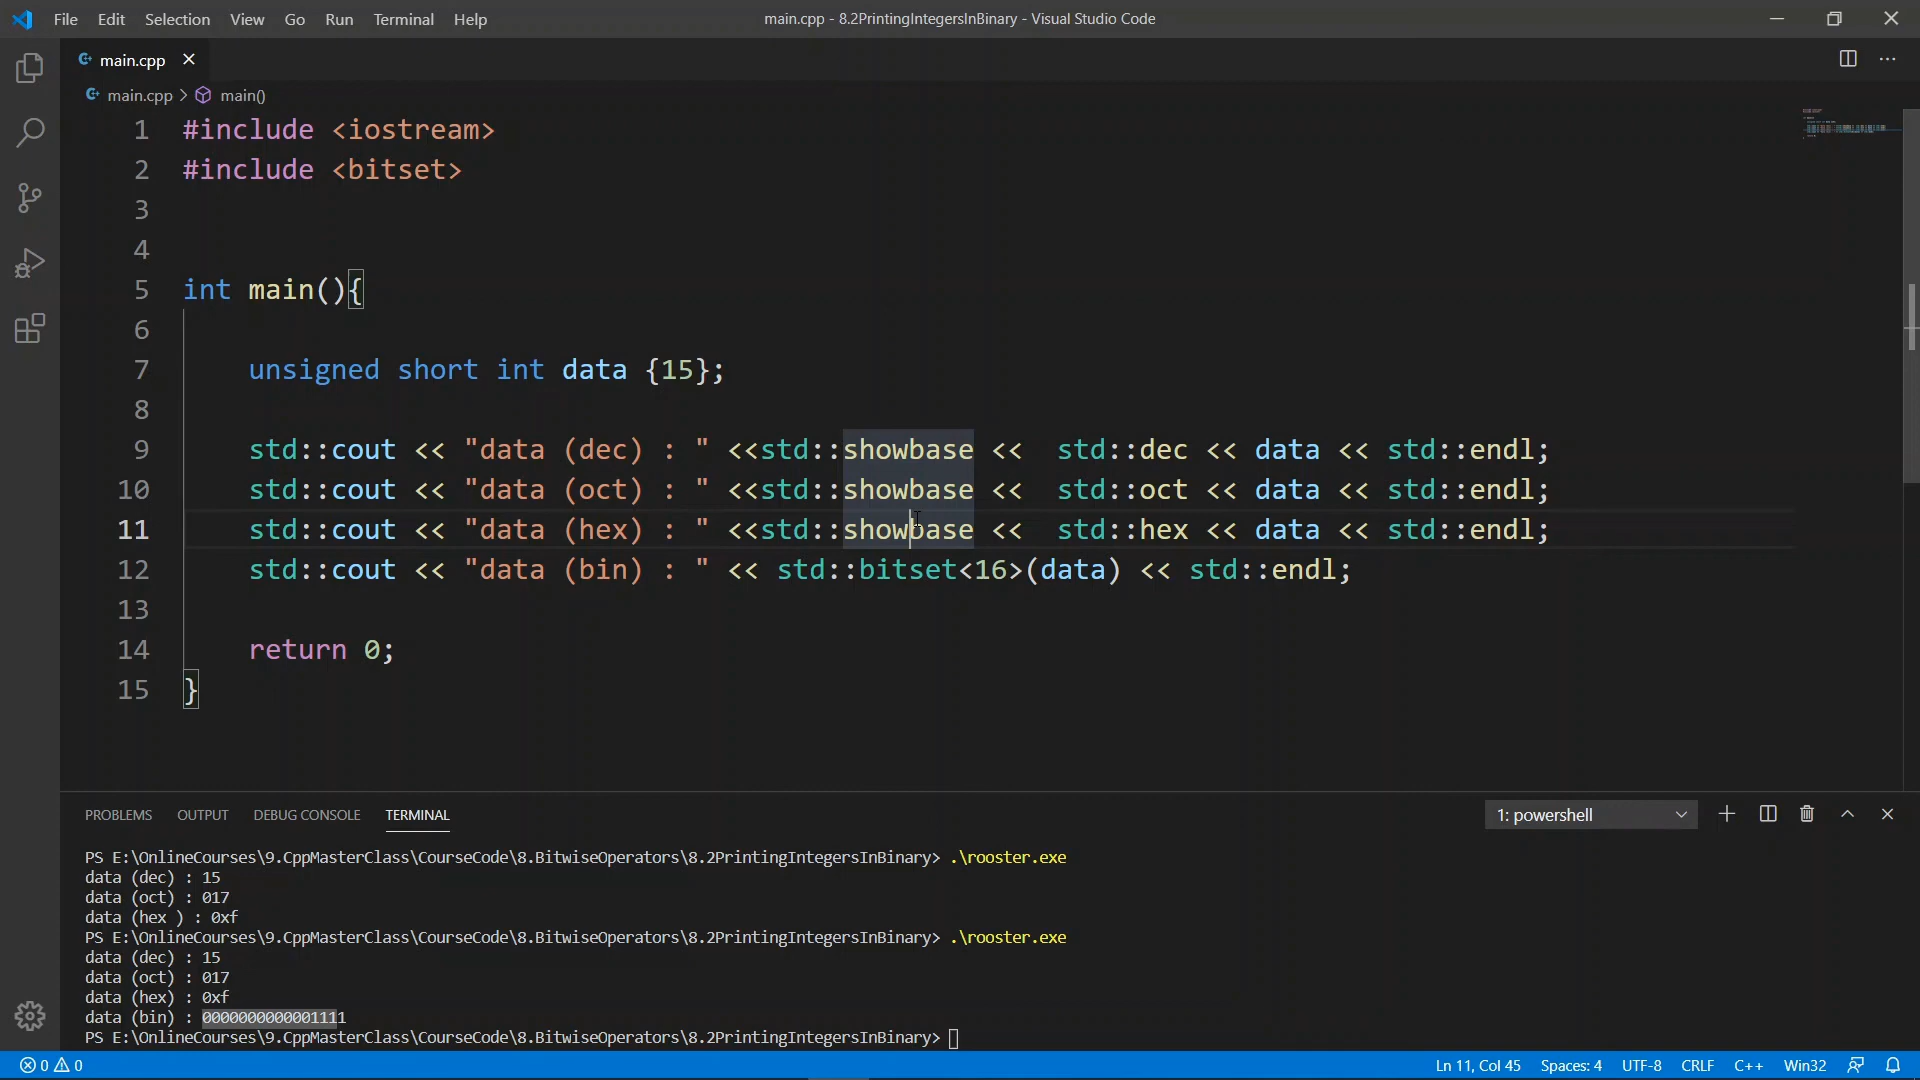 File Edit Selection View Go Run Terminal Help main.cpp - 8.2PrintingIntegersInBinary - Visual Studio Code
main.cpp
main.cpp > main()
1 #include <iostream>
2 #include <bitset>
3
4
5 int main(){
6
7 unsigned short int data {15};
8
9 std::cout << "data (dec) : " <<std::showbase <<  std::dec << data << std::endl;
10 std::cout << "data (oct) : " <<std::showbase <<  std::oct << data << std::endl;
11 std::cout << "data (hex) : " <<std::showbase <<  std::hex << data << std::endl;
12 std::cout << "data (bin) : " << std::bitset<16>(data) << std::endl;
13
14 return 0;
15 }
PROBLEMS OUTPUT DEBUG CONSOLE TERMINAL 1: powershell
PS E:\OnlineCourses\9.CppMasterClass\CourseCode\8.BitwiseOperators\8.2PrintingIntegersInBinary> .\rooster.exe
data (dec) : 15
data (oct) : 017
data (hex ) : 0xf
PS E:\OnlineCourses\9.CppMasterClass\CourseCode\8.BitwiseOperators\8.2PrintingIntegersInBinary> .\rooster.exe
data (dec) : 15
data (oct) : 017
data (hex) : 0xf
data (bin) : 0000000000001111
PS E:\OnlineCourses\9.CppMasterClass\CourseCode\8.BitwiseOperators\8.2PrintingIntegersInBinary>
0 0 Ln 11, Col 45 Spaces: 4 UTF-8 CRLF C++ Win32